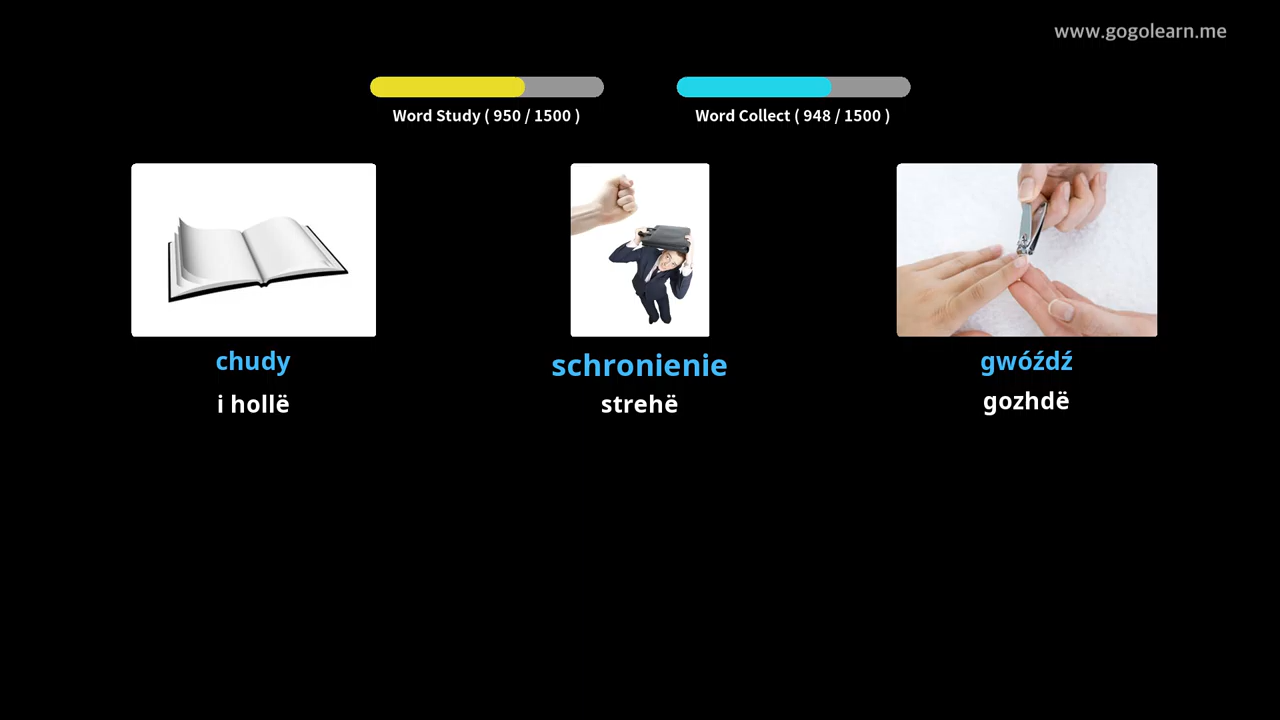 www.gogolearn.me
Word Study ( 950 / 1500 )
Word Collect ( 948 / 1500 )
chudy
schronienie
gwóźdź
i hollë
strehë
gozhdë